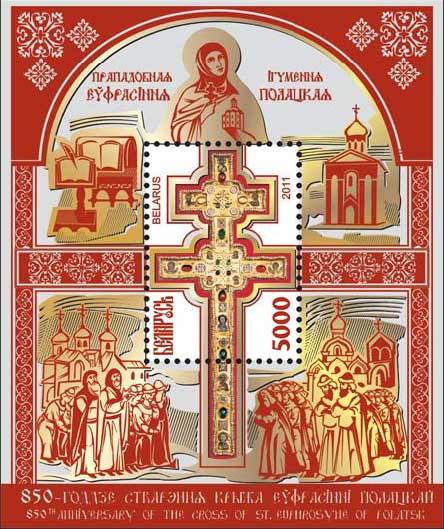 ПРАПАДОБНАЯ ІГУМЕННЯ
ЕЎФРАСІННЯ ПОЛАЦКАЯ
BELARUS
2011
БЕЛАРУСЬ
5000
850-ГОДДЗЕ СТВАРЭННЯ КРЫЖА ЕЎФРАСІННІ ПОЛАЦКАЙ
850TH ANNIVERSARY OF THE CROSS OF ST. EUPHROSYNE OF POLATSK